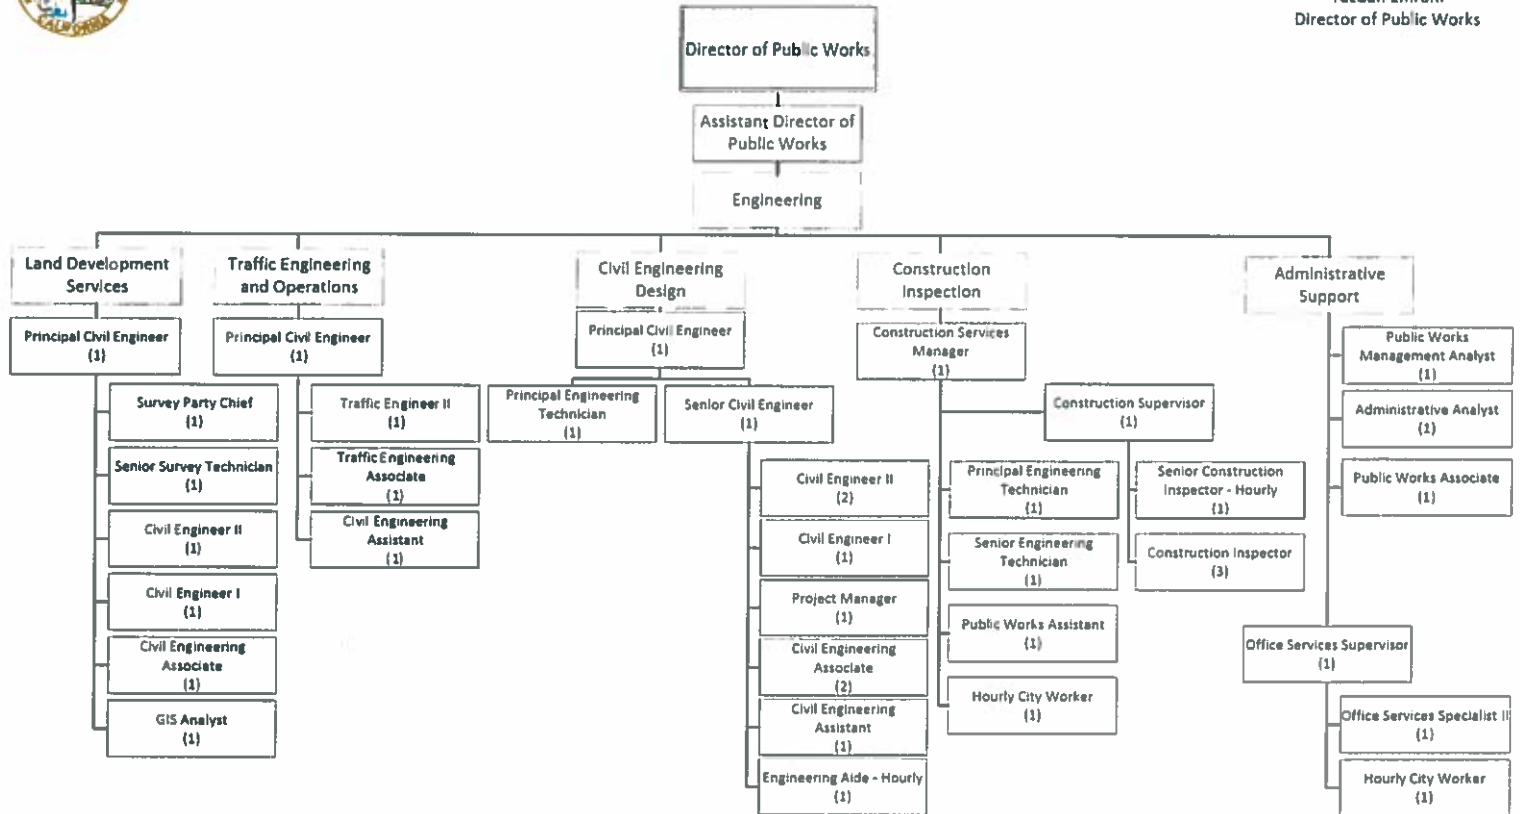 CALIFORNIA
Director of Public Works
Director of Public Works
Assistant Director of
Public Works
Engineering
Land Development
Services
Principal Civil Engineer
(1)
Survey Party Chief
(1)
Senior Survey Technician
(1)
Civil Engineer II
(1)
Civil Engineer I
(1)
Civil Engineering
Associate
(1)
GIS Analyst
(1)
Traffic Engineering
and Operations
Principal Civil Engineer
(1)
Traffic Engineer II
(1)
Traffic Engineering
Associate
(1)
Civil Engineering
Assistant
(1)
Civil Engineering
Design
Principal Civil Engineer
(1)
Principal Engineering
Technician
(1)
Senior Civil Engineer
(1)
Civil Engineer II
(2)
Civil Engineer I
(1)
Project Manager
(1)
Civil Engineering
Associate
(2)
Civil Engineering
Assistant
(1)
Engineering Aide - Hourly
(1)
Construction
Inspection
Construction Services
Manager
(1)
Construction Supervisor
(1)
Principal Engineering
Technician
(1)
Senior Engineering
Technician
(1)
Public Works Assistant
(1)
Hourly City Worker
(1)
Senior Construction
Inspector - Hourly
(1)
Construction Inspector
(3)
Administrative
Support
Public Works
Management Analyst
(1)
Administrative Analyst
(1)
Public Works Associate
(1)
Office Services Supervisor
(1)
Office Services Specialist II
(1)
Hourly City Worker
(1)